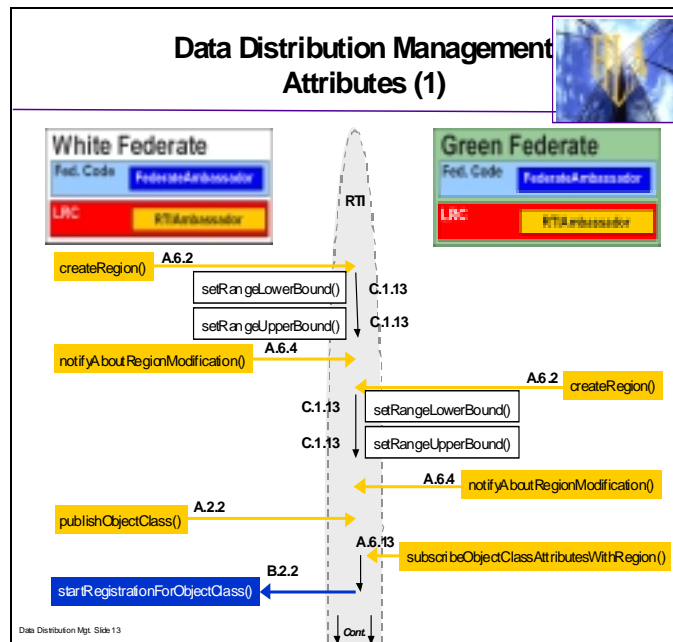 Data Distribution Management
Attributes (1)
White Federate
Fed. Code
FederateAmbassador
LRC
RTIAmbassador
RTI
Green Federate
Fed. Code
FederateAmbassador
LRC
RTIAmbassador
createRegion()
A.6.2
setRangeLowerBound()
C.1.13
setRangeUpperBound()
C.1.13
notifyAboutRegionModification()
A.6.4
A.6.2
createRegion()
C.1.13
setRangeLowerBound()
C.1.13
setRangeUpperBound()
A.6.4
notifyAboutRegionModification()
publishObjectClass()
A.2.2
A.6.13
subscribeObjectClassAttributesWithRegion()
startRegistrationForObjectClass()
B.2.2
Cont.
Data Distribution Mgt. Slide 13